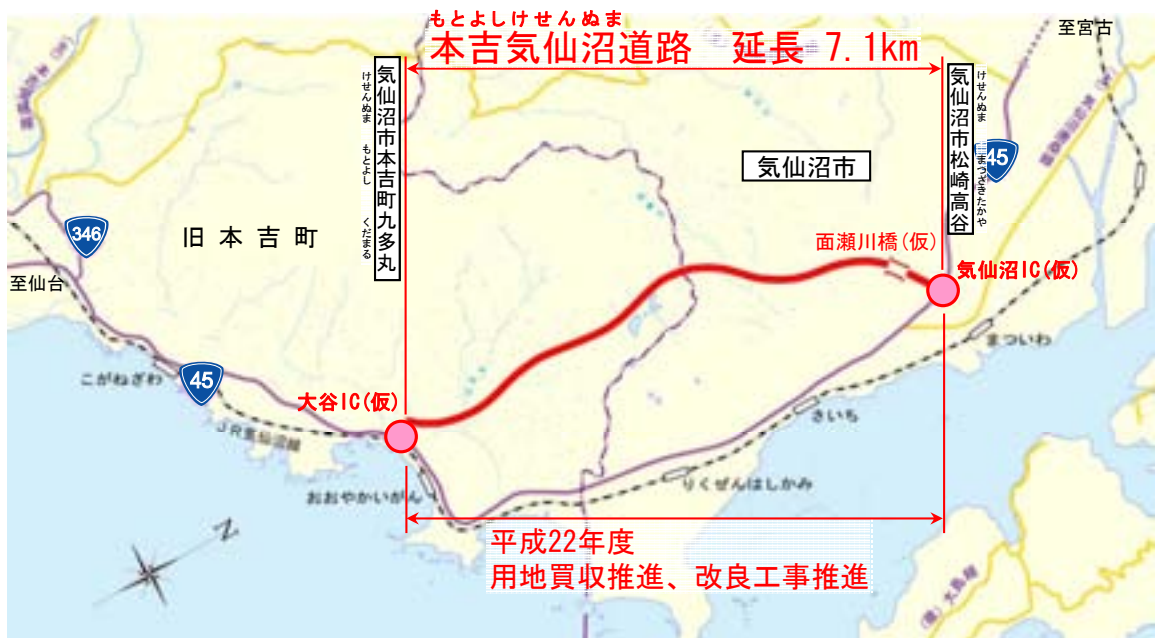 もとよしけせんぬま
本吉気仙沼道路 延長 7.1km
至宮古
気仙沼市本吉町九多丸
けせんぬま もとよし くだまる
気仙沼市松崎高谷
けせんぬま まつざきたかや
45
気仙沼市
346
旧本吉町
面瀬川橋(仮)
至仙台
気仙沼IC(仮)
まついわ
こがねざわ
45
大谷IC(仮)
さいち
JR気仙沼線
りくぜんはしかみ
おおやかいがん
N
平成22年度
用地買収推進、改良工事推進